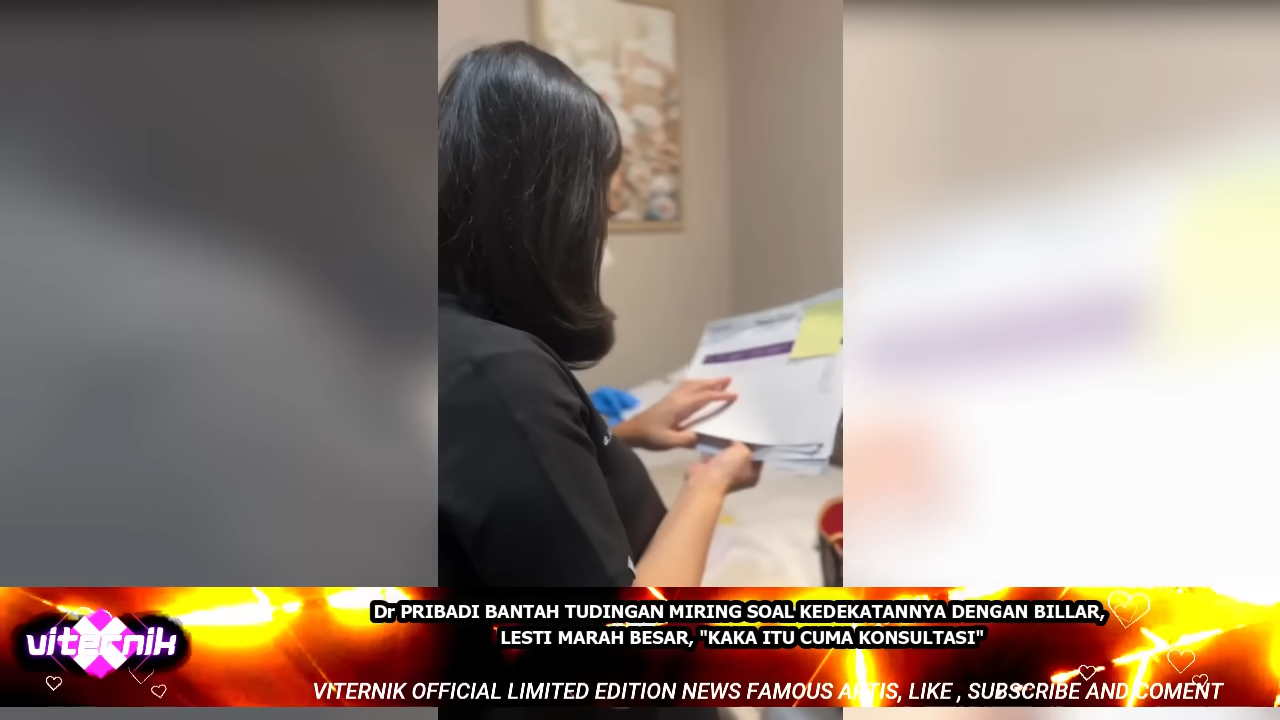 Dr PRIBADI BANTAH TUDINGAN MIRING SOAL KEDEKATANNYA DENGAN BILLAR,
LESTI MARAH BESAR, "KAKA ITU CUMA KONSULTASI"
viternik
VITERNIK OFFICIAL LIMITED EDITION NEWS FAMOUS ARTIS, LIKE , SUBSCRIBE AND COMENT